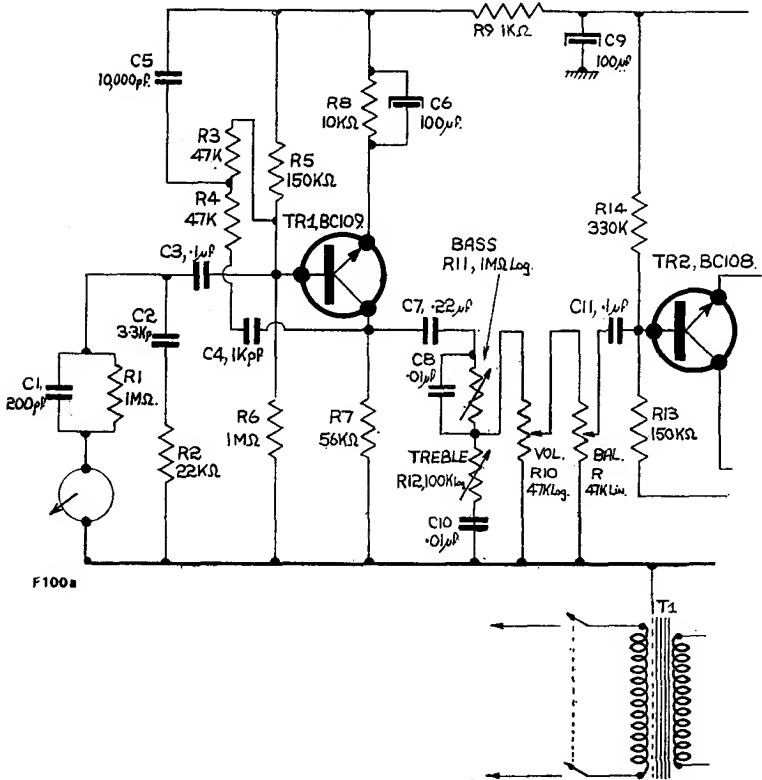 R9 1KΩ
C9
100µf
C5
10,000pf.
R8
10KΩ
C6
100µf.
R3
47K
R5
150KΩ
R4
47K
TR1, BC109.
R14
330K
C3, ·1µf
BASS
R11, 1MΩ Log.
TR2, BC108.
C2
3·3Kp
C7, ·22µf
C11, ·1µf
C4, 1Kpf
C8
·01µf
C1,
200pf
R1
1MΩ.
R6
1MΩ
R7
56KΩ
R13
150KΩ
R2
22KΩ
TREBLE
R12, 100K Log
VOL.
R10
47K Log.
BAL.
R
47K Lin.
C10
·01µf
F100a
T1